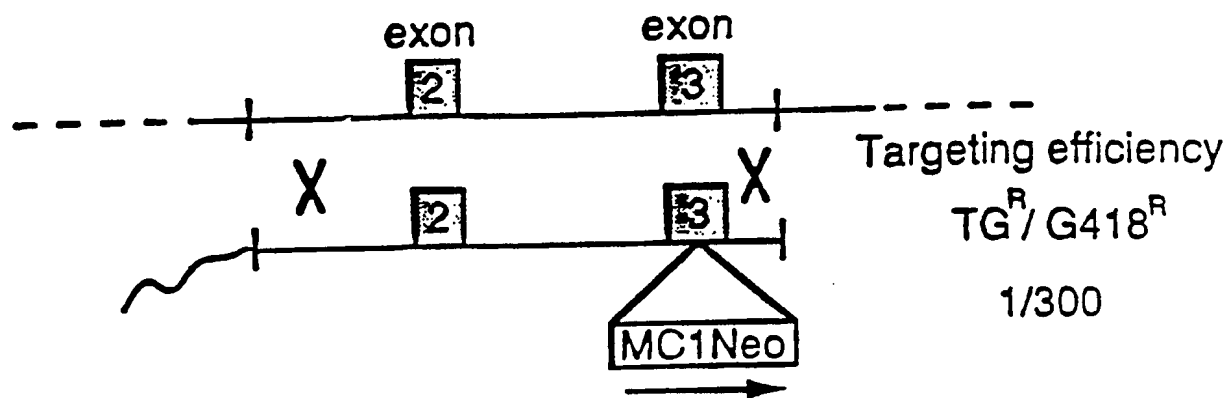 exon exon
2 3
Targeting efficiency
2 3
TG^R/ G418^R
1/300
MC1Neo